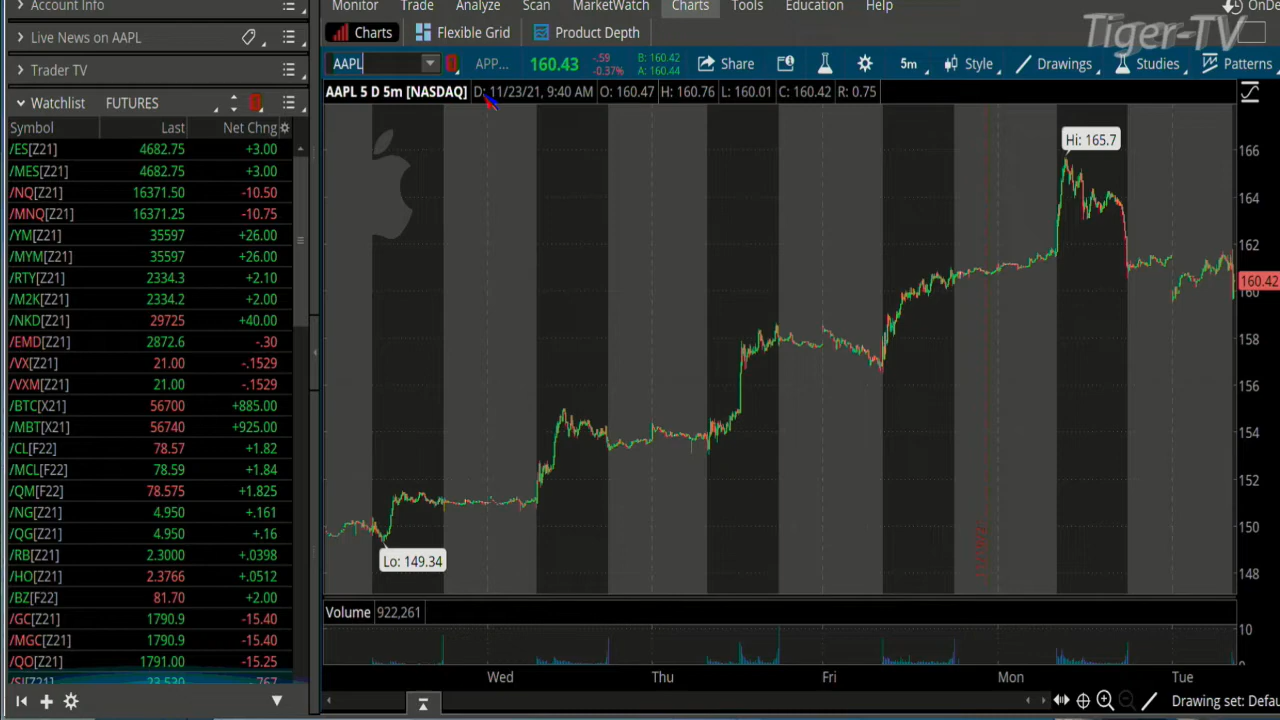 Account Info
Monitor Trade Analyze Scan MarketWatch Charts Tools Education Help OnDe
Tiger-TV
Live News on AAPL
Charts Flexible Grid Product Depth
Trader TV
AAPL APP... 160.43 -.59 -0.37% B: 160.42 A: 160.44 Share 5m Style Drawings Studies Patterns
Watchlist FUTURES
AAPL 5 D 5m [NASDAQ] D: 11/23/21, 9:40 AM O: 160.47 H: 160.76 L: 160.01 C: 160.42 R: 0.75
Symbol Last Net Chng
/ES[Z21] 4682.75 +3.00
/MES[Z21] 4682.75 +3.00
/NQ[Z21] 16371.50 -10.50
/MNQ[Z21] 16371.25 -10.75
/YM[Z21] 35597 +26.00
/MYM[Z21] 35597 +26.00
/RTY[Z21] 2334.3 +2.10
/M2K[Z21] 2334.2 +2.00
/NKD[Z21] 29725 +40.00
/EMD[Z21] 2872.6 -.30
/VX[Z21] 21.00 -.1529
/VXM[Z21] 21.00 -.1529
/BTC[X21] 56700 +885.00
/MBT[X21] 56740 +925.00
/CL[F22] 78.57 +1.82
/MCL[F22] 78.59 +1.84
/QM[F22] 78.575 +1.825
/NG[Z21] 4.950 +.161
/QG[Z21] 4.950 +.16
/RB[Z21] 2.3000 +.0398
/HO[Z21] 2.3766 +.0512
/BZ[F22] 81.70 +2.00
/GC[Z21] 1790.9 -15.40
/MGC[Z21] 1790.9 -15.40
/QO[Z21] 1791.00 -15.25
/SI[Z21] 23.530 -.767
Hi: 165.7
Lo: 149.34
166
164
162
160.42
160
158
156
154
152
150
148
Volume 922,261
10
0
Wed Thu Fri Mon Tue
Drawing set: Defau